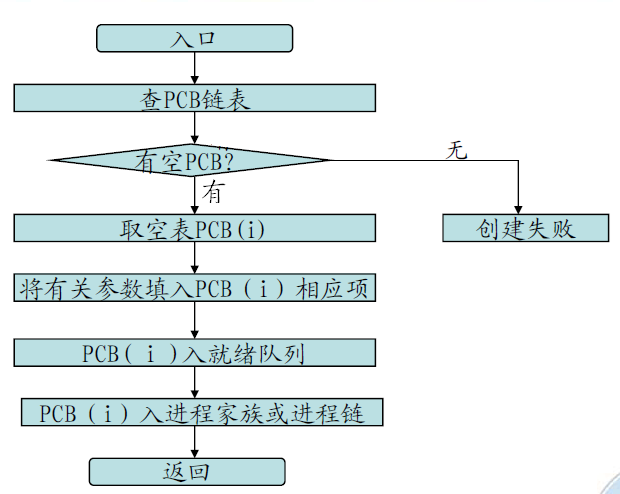 入口
查PCB链表
有空PCB?
无
有
取空表PCB(i)
创建失败
将有关参数填入PCB（i）相应项
PCB( i )入就绪队列
PCB（i）入进程家族或进程链
返回